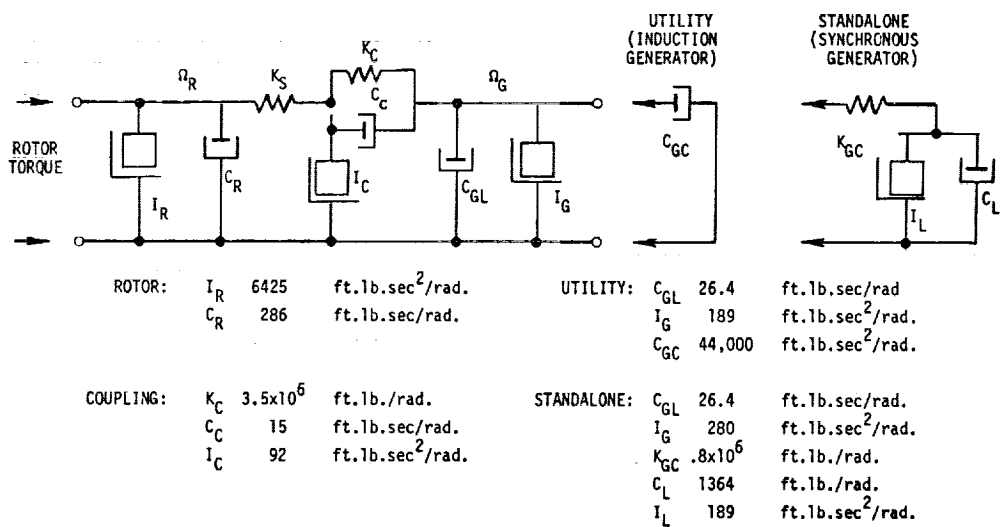 UTILITY
(INDUCTION
GENERATOR)
STANDALONE
(SYNCHRONOUS
GENERATOR)
Ω_R
K_S
K_C
C_C
Ω_G
ROTOR
TORQUE
I_R
C_R
I_C
C_GL
I_G
C_GC
K_GC
I_L
C_L
ROTOR: I_R 6425 ft.lb.sec²/rad.
C_R 286 ft.lb.sec/rad.
UTILITY: C_GL 26.4 ft.lb.sec/rad
I_G 189 ft.lb.sec²/rad.
C_GC 44,000 ft.lb.sec²/rad.
COUPLING: K_C 3.5x10⁶ ft.lb./rad.
C_C 15 ft.lb.sec/rad.
I_C 92 ft.lb.sec²/rad.
STANDALONE: C_GL 26.4 ft.lb.sec/rad.
I_G 280 ft.lb.sec²/rad.
K_GC .8x10⁶ ft.lb./rad.
C_L 1364 ft.lb./rad.
I_L 189 ft.lb.sec²/rad.